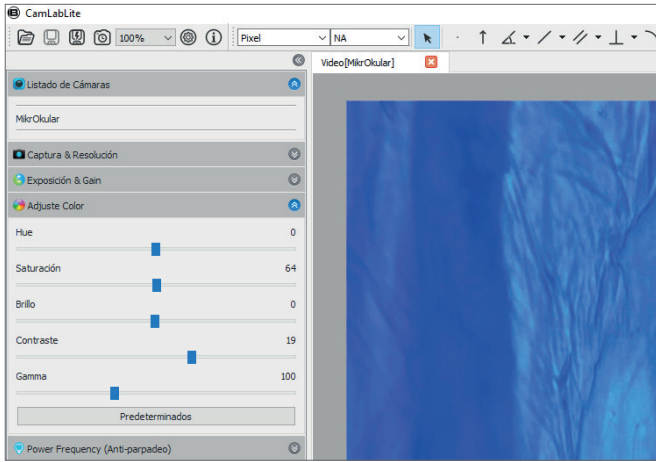 CamLabLite
100% Pixel NA
Video[MikrOkular]
Listado de Cámaras
MikrOkular
Captura & Resolución
Exposición & Gain
Adjuste Color
Hue 0
Saturación 64
Brillo 0
Contraste 19
Gamma 100
Predeterminados
Power Frequency (Anti-parpadeo)